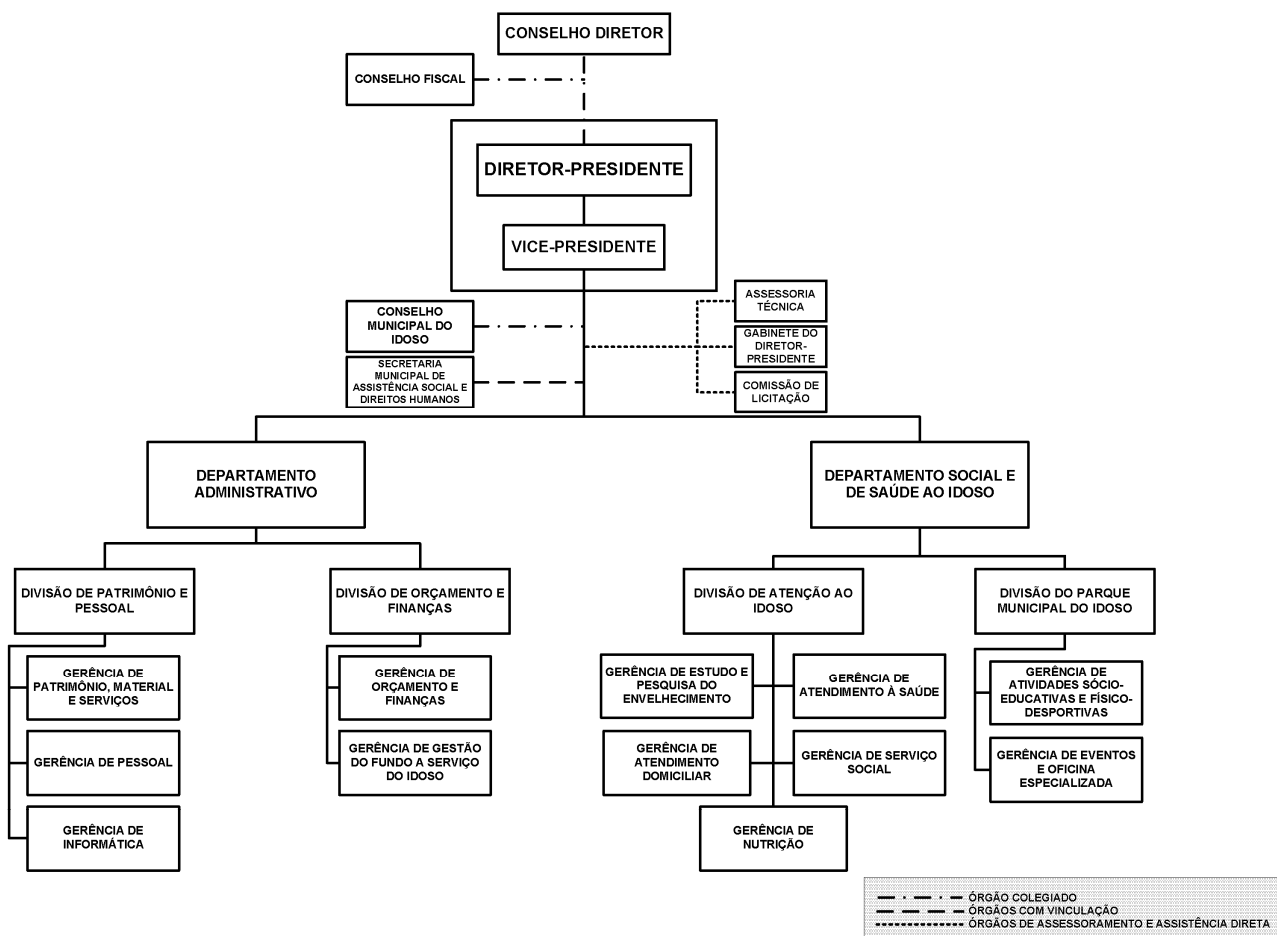 CONSELHO DIRETOR
CONSELHO FISCAL
DIRETOR-PRESIDENTE
VICE-PRESIDENTE
CONSELHO
MUNICIPAL DO
IDOSO
SECRETARIA
MUNICIPAL DE
ASSISTÊNCIA SOCIAL E
DIREITOS HUMANOS
ASSESSORIA
TÉCNICA
GABINETE DO
DIRETOR-
PRESIDENTE
COMISSÃO DE
LICITAÇÃO
DEPARTAMENTO
ADMINISTRATIVO
DEPARTAMENTO SOCIAL E
DE SAÚDE AO IDOSO
DIVISÃO DE PATRIMÔNIO E
PESSOAL
DIVISÃO DE ORÇAMENTO E
FINANÇAS
DIVISÃO DE ATENÇÃO AO
IDOSO
DIVISÃO DO PARQUE
MUNICIPAL DO IDOSO
GERÊNCIA DE
PATRIMÔNIO, MATERIAL
E SERVIÇOS
GERÊNCIA DE PESSOAL
GERÊNCIA DE
INFORMÁTICA
GERÊNCIA DE
ORÇAMENTO E
FINANÇAS
GERÊNCIA DE GESTÃO
DO FUNDO A SERVIÇO
DO IDOSO
GERÊNCIA DE ESTUDO E
PESQUISA DO
ENVELHECIMENTO
GERÊNCIA DE
ATENDIMENTO À SAÚDE
GERÊNCIA DE
ATENDIMENTO
DOMICILIAR
GERÊNCIA DE SERVIÇO
SOCIAL
GERÊNCIA DE
NUTRIÇÃO
GERÊNCIA DE
ATIVIDADES SÓCIO-
EDUCATIVAS E FÍSICO-
DESPORTIVAS
GERÊNCIA DE EVENTOS
E OFICINA
ESPECIALIZADA
ÓRGÃO COLEGIADO
ÓRGÃOS COM VINCULAÇÃO
ÓRGÃOS DE ASSESSORAMENTO E ASSISTÊNCIA DIRETA